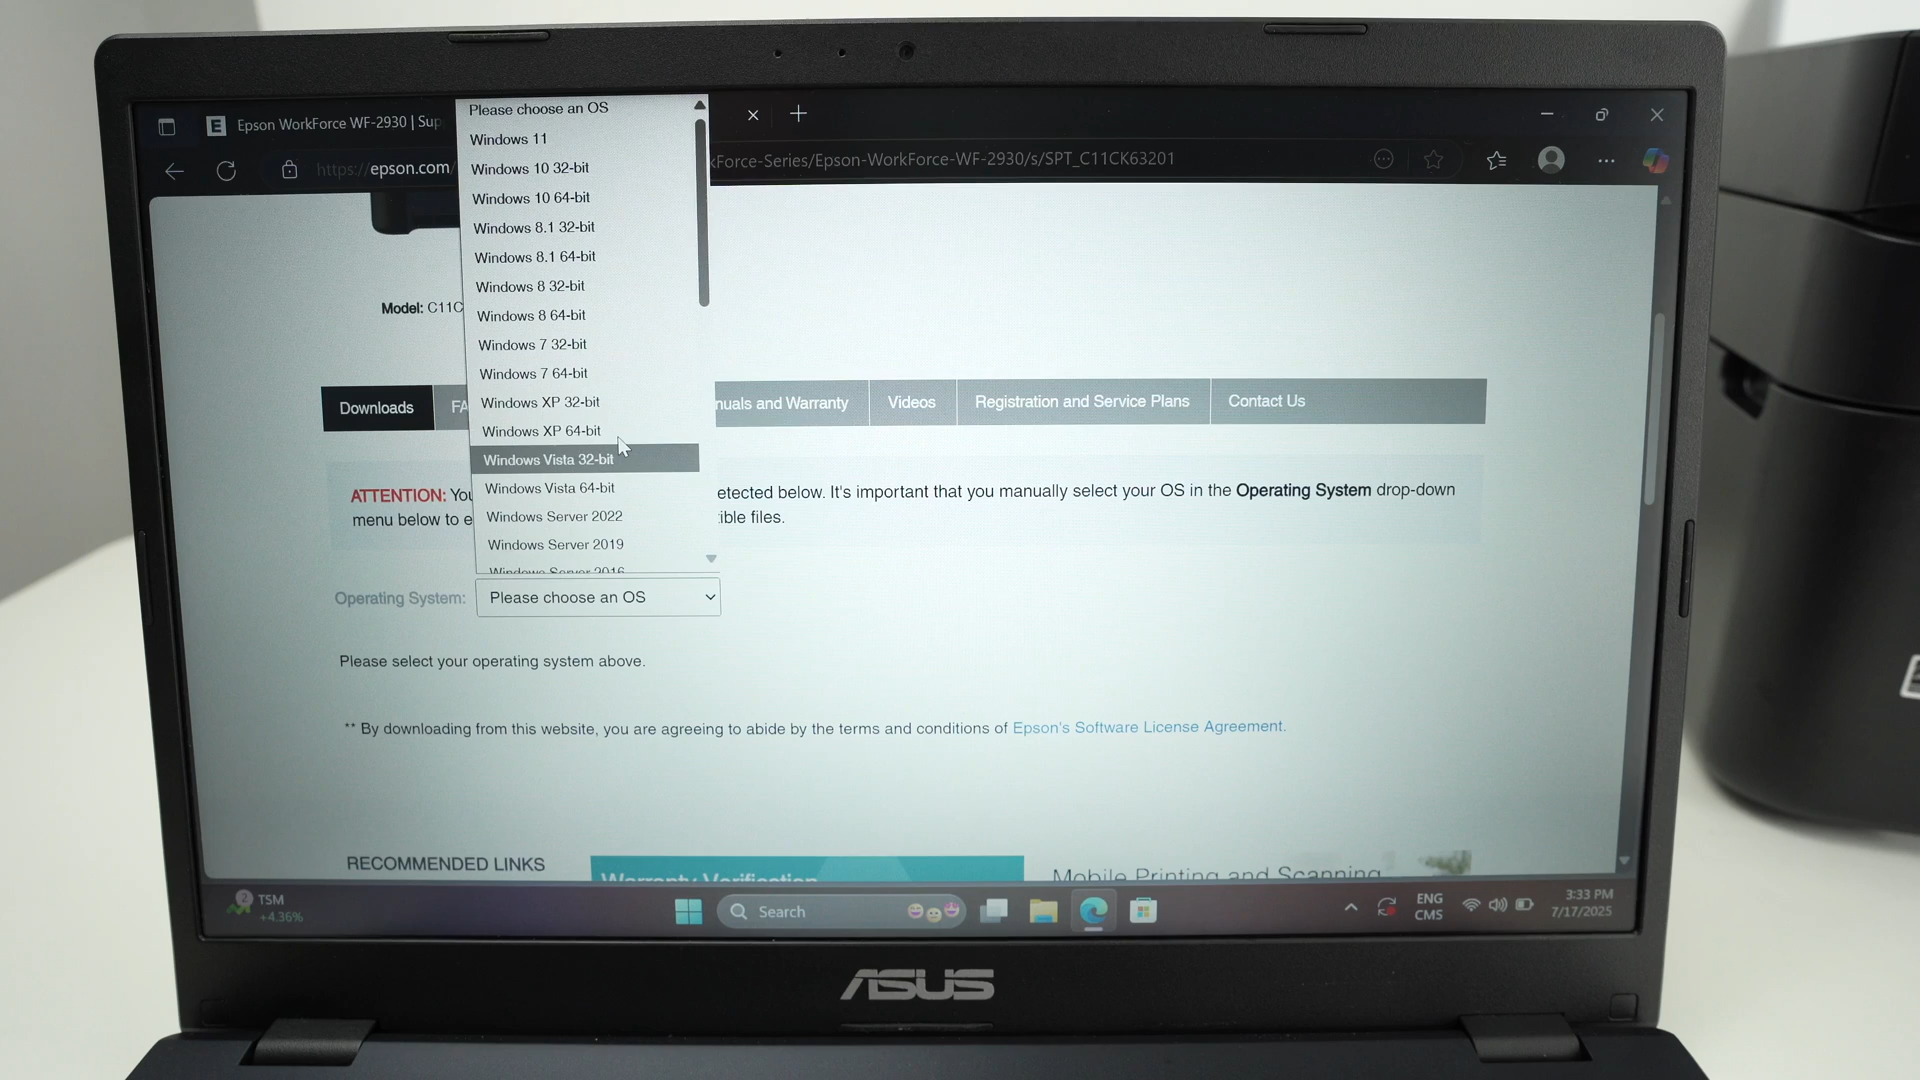 Epson WorkForce WF-2930 | Sup
https://epson.com/
kForce-Series/Epson-WorkForce-WF-2930/s/SPT_C11CK63201
Please choose an OS
Windows 11
Windows 10 32-bit
Windows 10 64-bit
Windows 8.1 32-bit
Windows 8.1 64-bit
Windows 8 32-bit
Windows 8 64-bit
Windows 7 32-bit
Windows 7 64-bit
Windows XP 32-bit
Windows XP 64-bit
Windows Vista 32-bit
Windows Vista 64-bit
Windows Server 2022
Windows Server 2019
Windows Server 2016
Model: C11C
Downloads
FA
nuals and Warranty
Videos
Registration and Service Plans
Contact Us
ATTENTION: You
etected below. It's important that you manually select your OS in the Operating System drop-down
menu below to e
ible files.
Operating System:
Please choose an OS
Please select your operating system above.
** By downloading from this website, you are agreeing to abide by the terms and conditions of Epson's Software License Agreement.
RECOMMENDED LINKS
Warranty Verification
Mobile Printing and Scanning
2
TSM
+4.36%
Search
ENG
CMS
3:33 PM
7/17/2025
ASUS